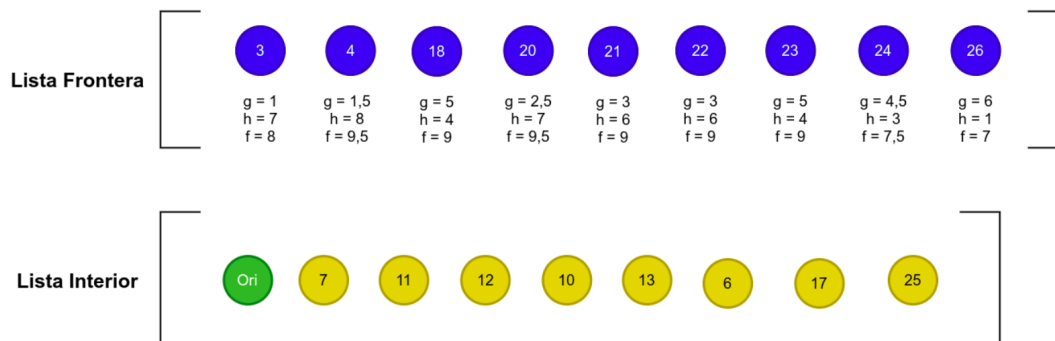 3 4 18 20 21 22 23 24 26
Lista Frontera
g = 1 g = 1,5 g = 5 g = 2,5 g = 3 g = 3 g = 5 g = 4,5 g = 6
h = 7 h = 8 h = 4 h = 7 h = 6 h = 6 h = 4 h = 3 h = 1
f = 8 f = 9,5 f = 9 f = 9,5 f = 9 f = 9 f = 9 f = 7,5 f = 7
Lista Interior Ori 7 11 12 10 13 6 17 25